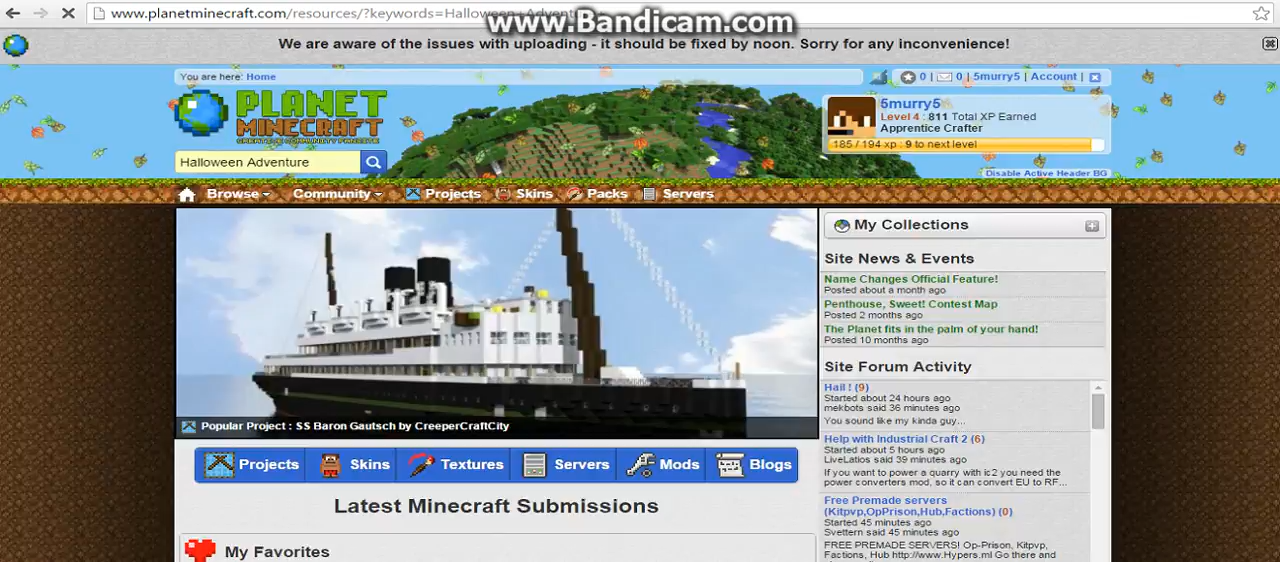 www.planetminecraft.com/resources/?keywords=Halloween+Adventure
www.Bandicam.com
We are aware of the issues with uploading - it should be fixed by noon. Sorry for any inconvenience!
You are here: Home
0 | 0 | 5murry5 | Account |
PLANET
MINECRAFT
5murry5
Level 4 : 811 Total XP Earned
Apprentice Crafter
185 / 194 xp : 9 to next level
Halloween Adventure
Disable Active Header BG
Browse Community Projects Skins Packs Servers
My Collections
Site News & Events
Name Changes Official Feature!
Posted about a month ago
Penthouse, Sweet! Contest Map
Posted 2 months ago
The Planet fits in the palm of your hand!
Posted 10 months ago
Site Forum Activity
Hail ! (9)
Started about 24 hours ago
mekbots said 36 minutes ago
You sound like my kinda guy...
Help with Industrial Craft 2 (6)
Started about 5 hours ago
LiveLatios said 39 minutes ago
If you want to power a quarry with ic2 you need the
power converters mod, so it can convert EU to RF...
Free Premade servers
(Kitpvp,OpPrison,Hub,Factions) (0)
Started 45 minutes ago
Svettern said 45 minutes ago
FREE PREMADE SERVERS! Op-Prison, Kitpvp,
Factions, Hub http://www.Hypers.ml Go there and
Popular Project : SS Baron Gautsch by CreeperCraftCity
Projects Skins Textures Servers Mods Blogs
Latest Minecraft Submissions
My Favorites